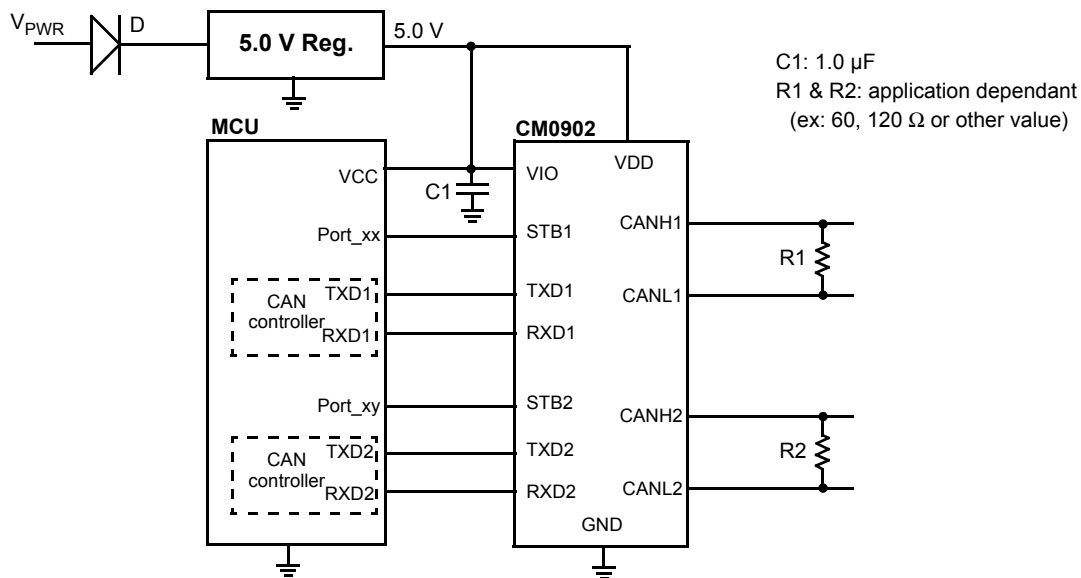 V_PWR
D
5.0 V Reg.
5.0 V
C1: 1.0 µF
R1 & R2: application dependant
(ex: 60, 120 Ω or other value)
MCU
CM0902
VCC
C1
VIO
VDD
Port_xx
STB1
CANH1
R1
CAN
controller
TXD1
TXD1
CANL1
RXD1
RXD1
Port_xy
STB2
CANH2
R2
CAN
controller
TXD2
TXD2
RXD2
RXD2
CANL2
GND